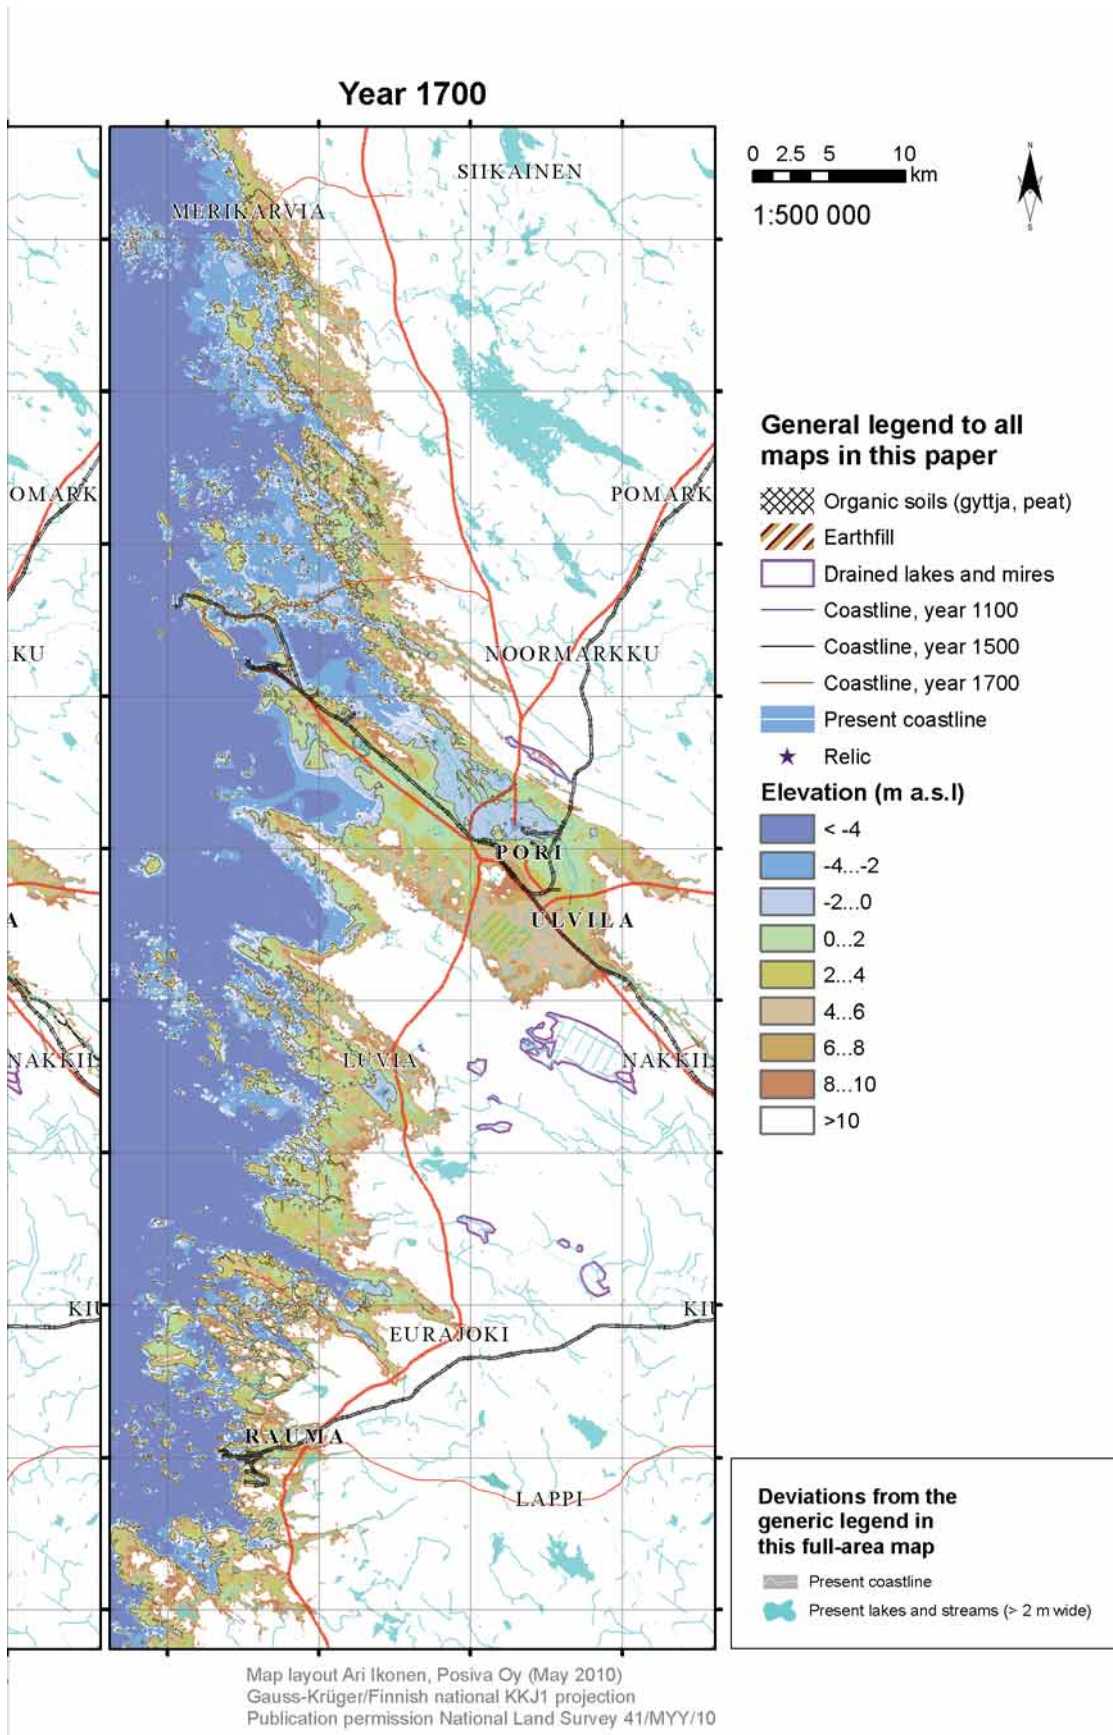 Year 1700
SIIKAINEN
MERIKARVIA
OMARK
POMARK
KU
NOORMARKKU
PORI
A
ULVILA
NAKKIL
LUVIA
NAKKIL
KIU
EURAJOKI
KIU
RAUMA
LAPPI
0 2.5 5 10
km
1:500 000
N
S
General legend to all
maps in this paper
Organic soils (gyttja, peat)
Earthfill
Drained lakes and mires
Coastline, year 1100
Coastline, year 1500
Coastline, year 1700
Present coastline
Relic
Elevation (m a.s.l)
< -4
-4...-2
-2...0
0...2
2...4
4...6
6...8
8...10
>10
Deviations from the
generic legend in
this full-area map
Present coastline
Present lakes and streams (> 2 m wide)
Map layout Ari Ikonen, Posiva Oy (May 2010)
Gauss-Krüger/Finnish national KKJ1 projection
Publication permission National Land Survey 41/MYY/10